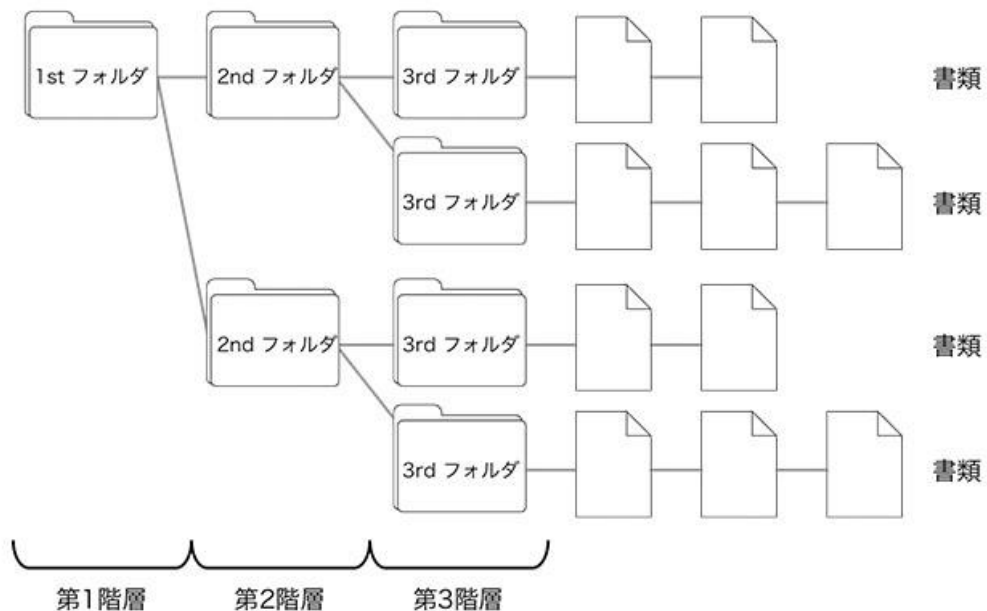 1st フォルダ
2nd フォルダ
3rd フォルダ
書類
3rd フォルダ
書類
2nd フォルダ
3rd フォルダ
書類
3rd フォルダ
書類
第1階層
第2階層
第3階層